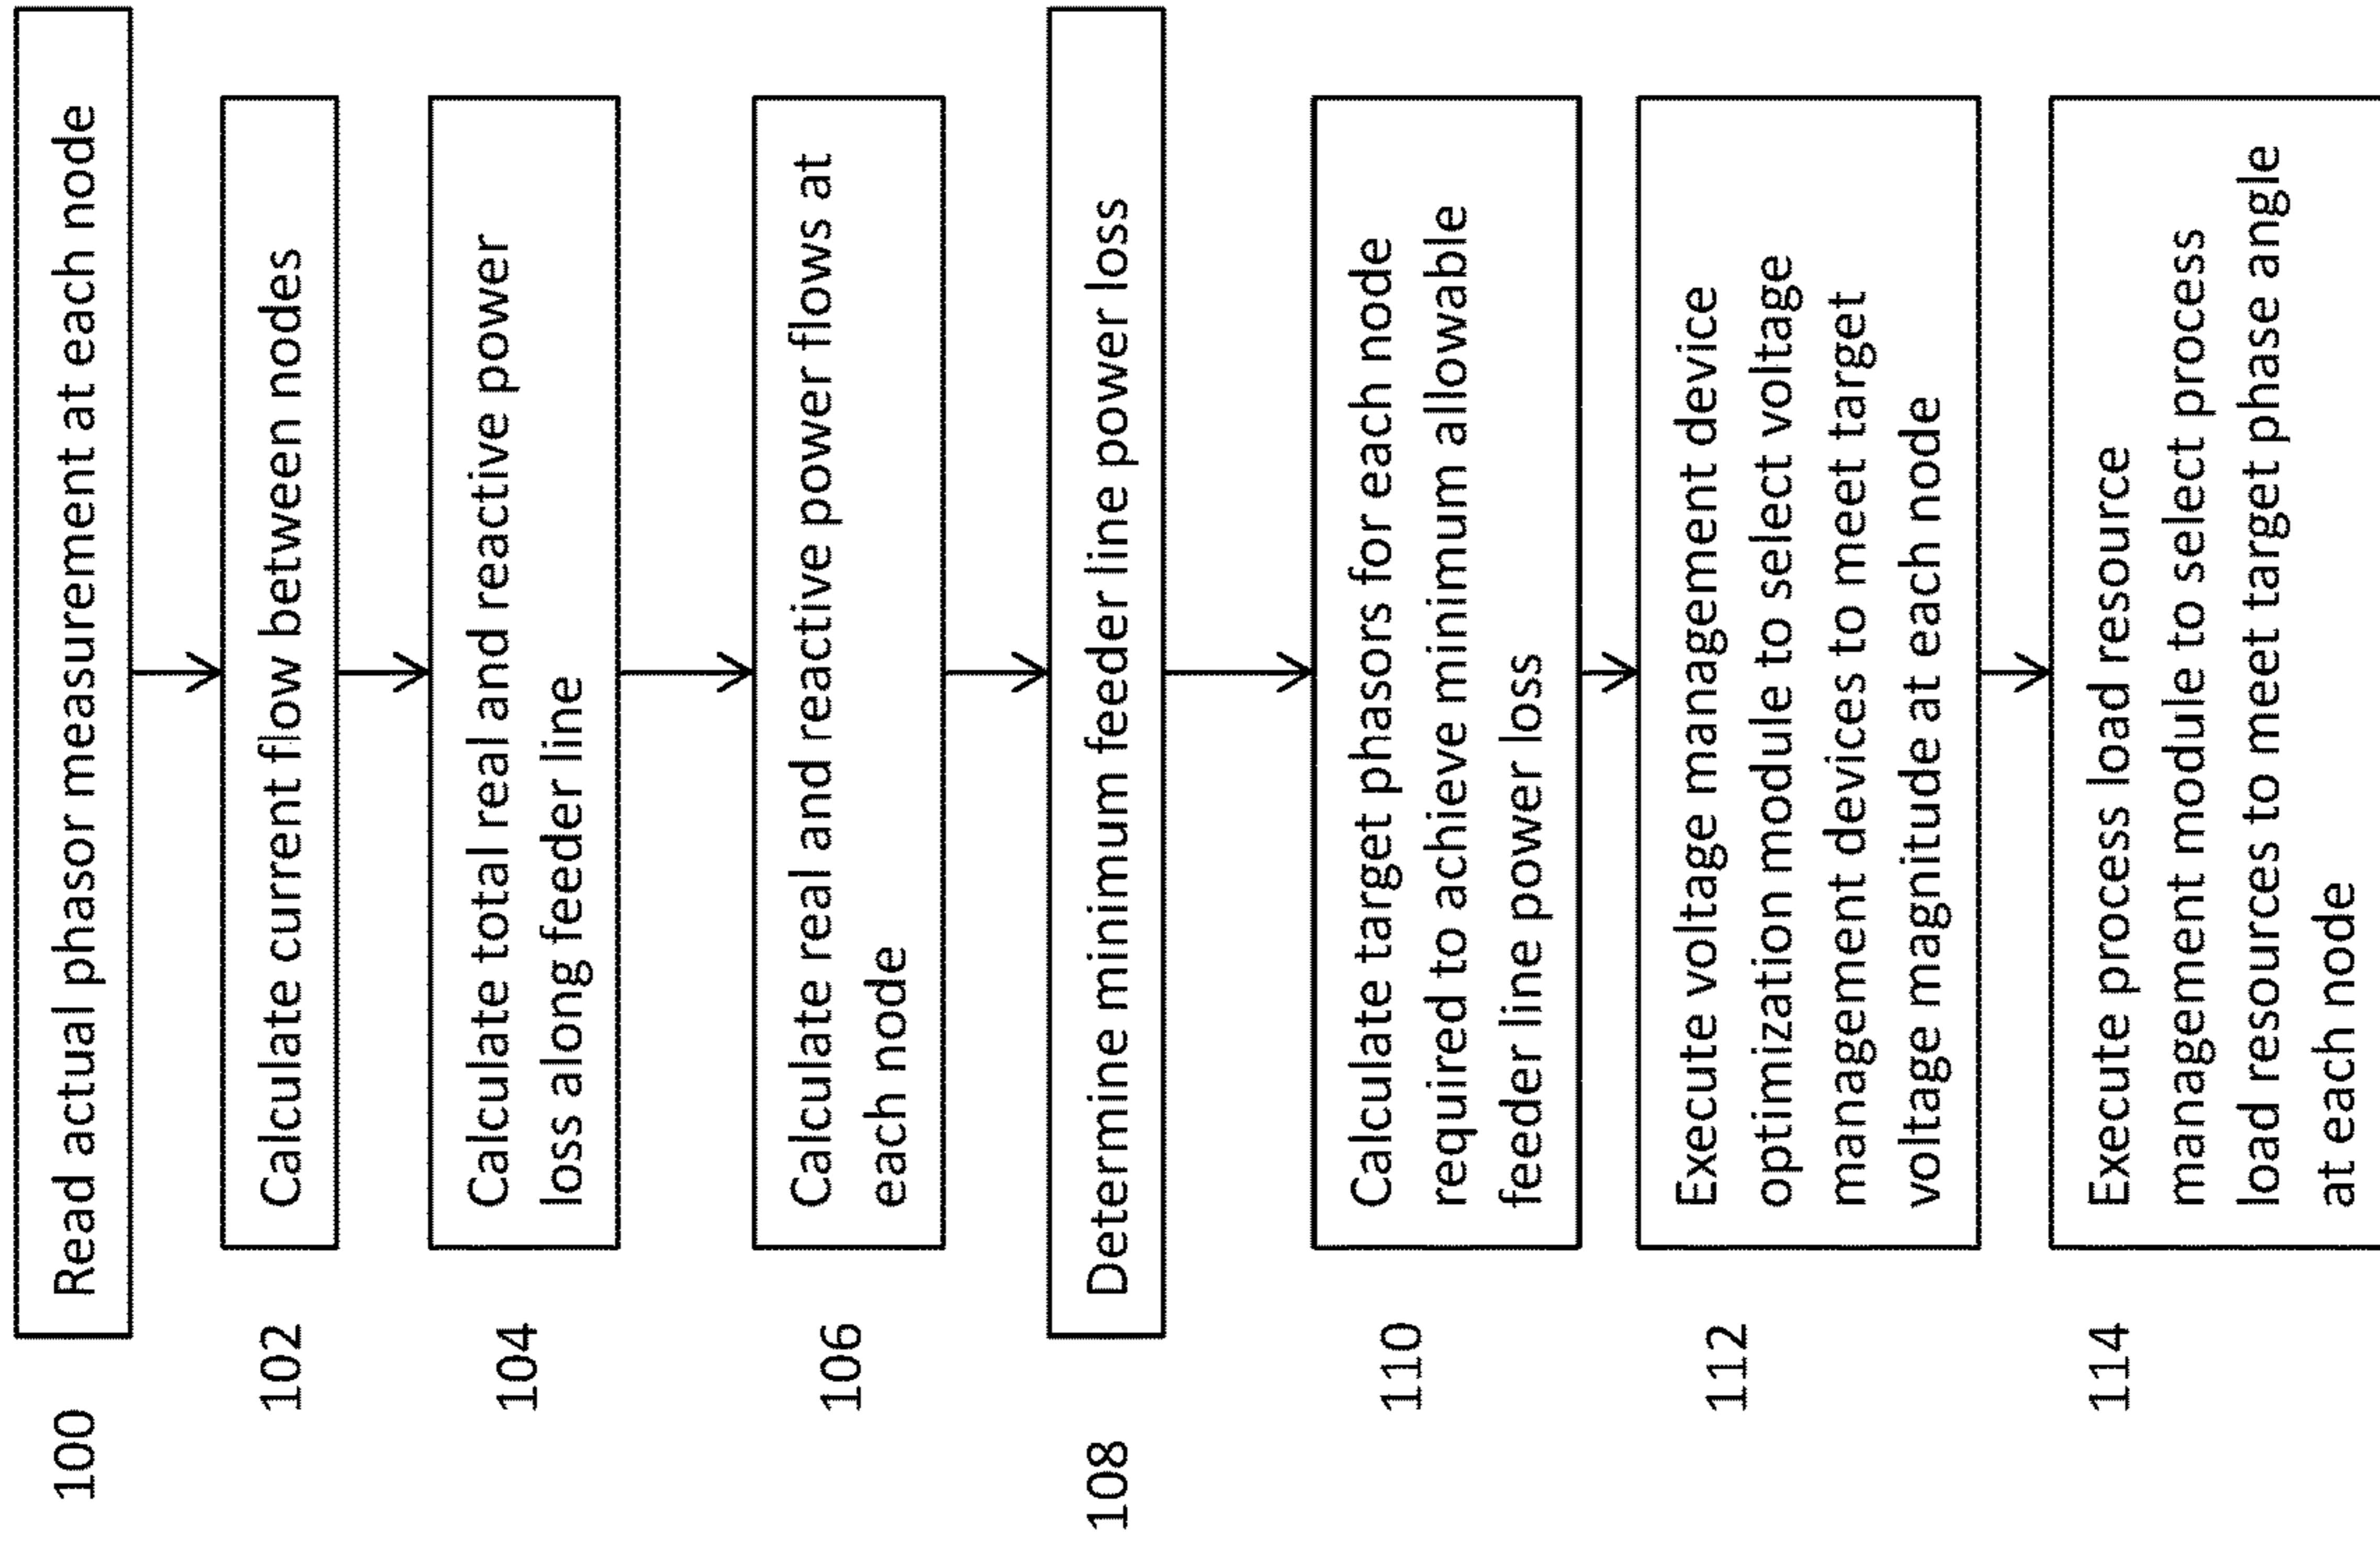 100
Read actual phasor measurement at each node
102
Calculate current flow between nodes
104
Calculate total real and reactive power
loss along feeder line
106
Calculate real and reactive power flows at
each node
108
Determine minimum feeder line power loss
110
Calculate target phasors for each node
required to achieve minimum allowable
feeder line power loss
112
Execute voltage management device
optimization module to select voltage
management devices to meet target
voltage magnitude at each node
114
Execute process load resource
management module to select process
load resources to meet target phase angle
at each node